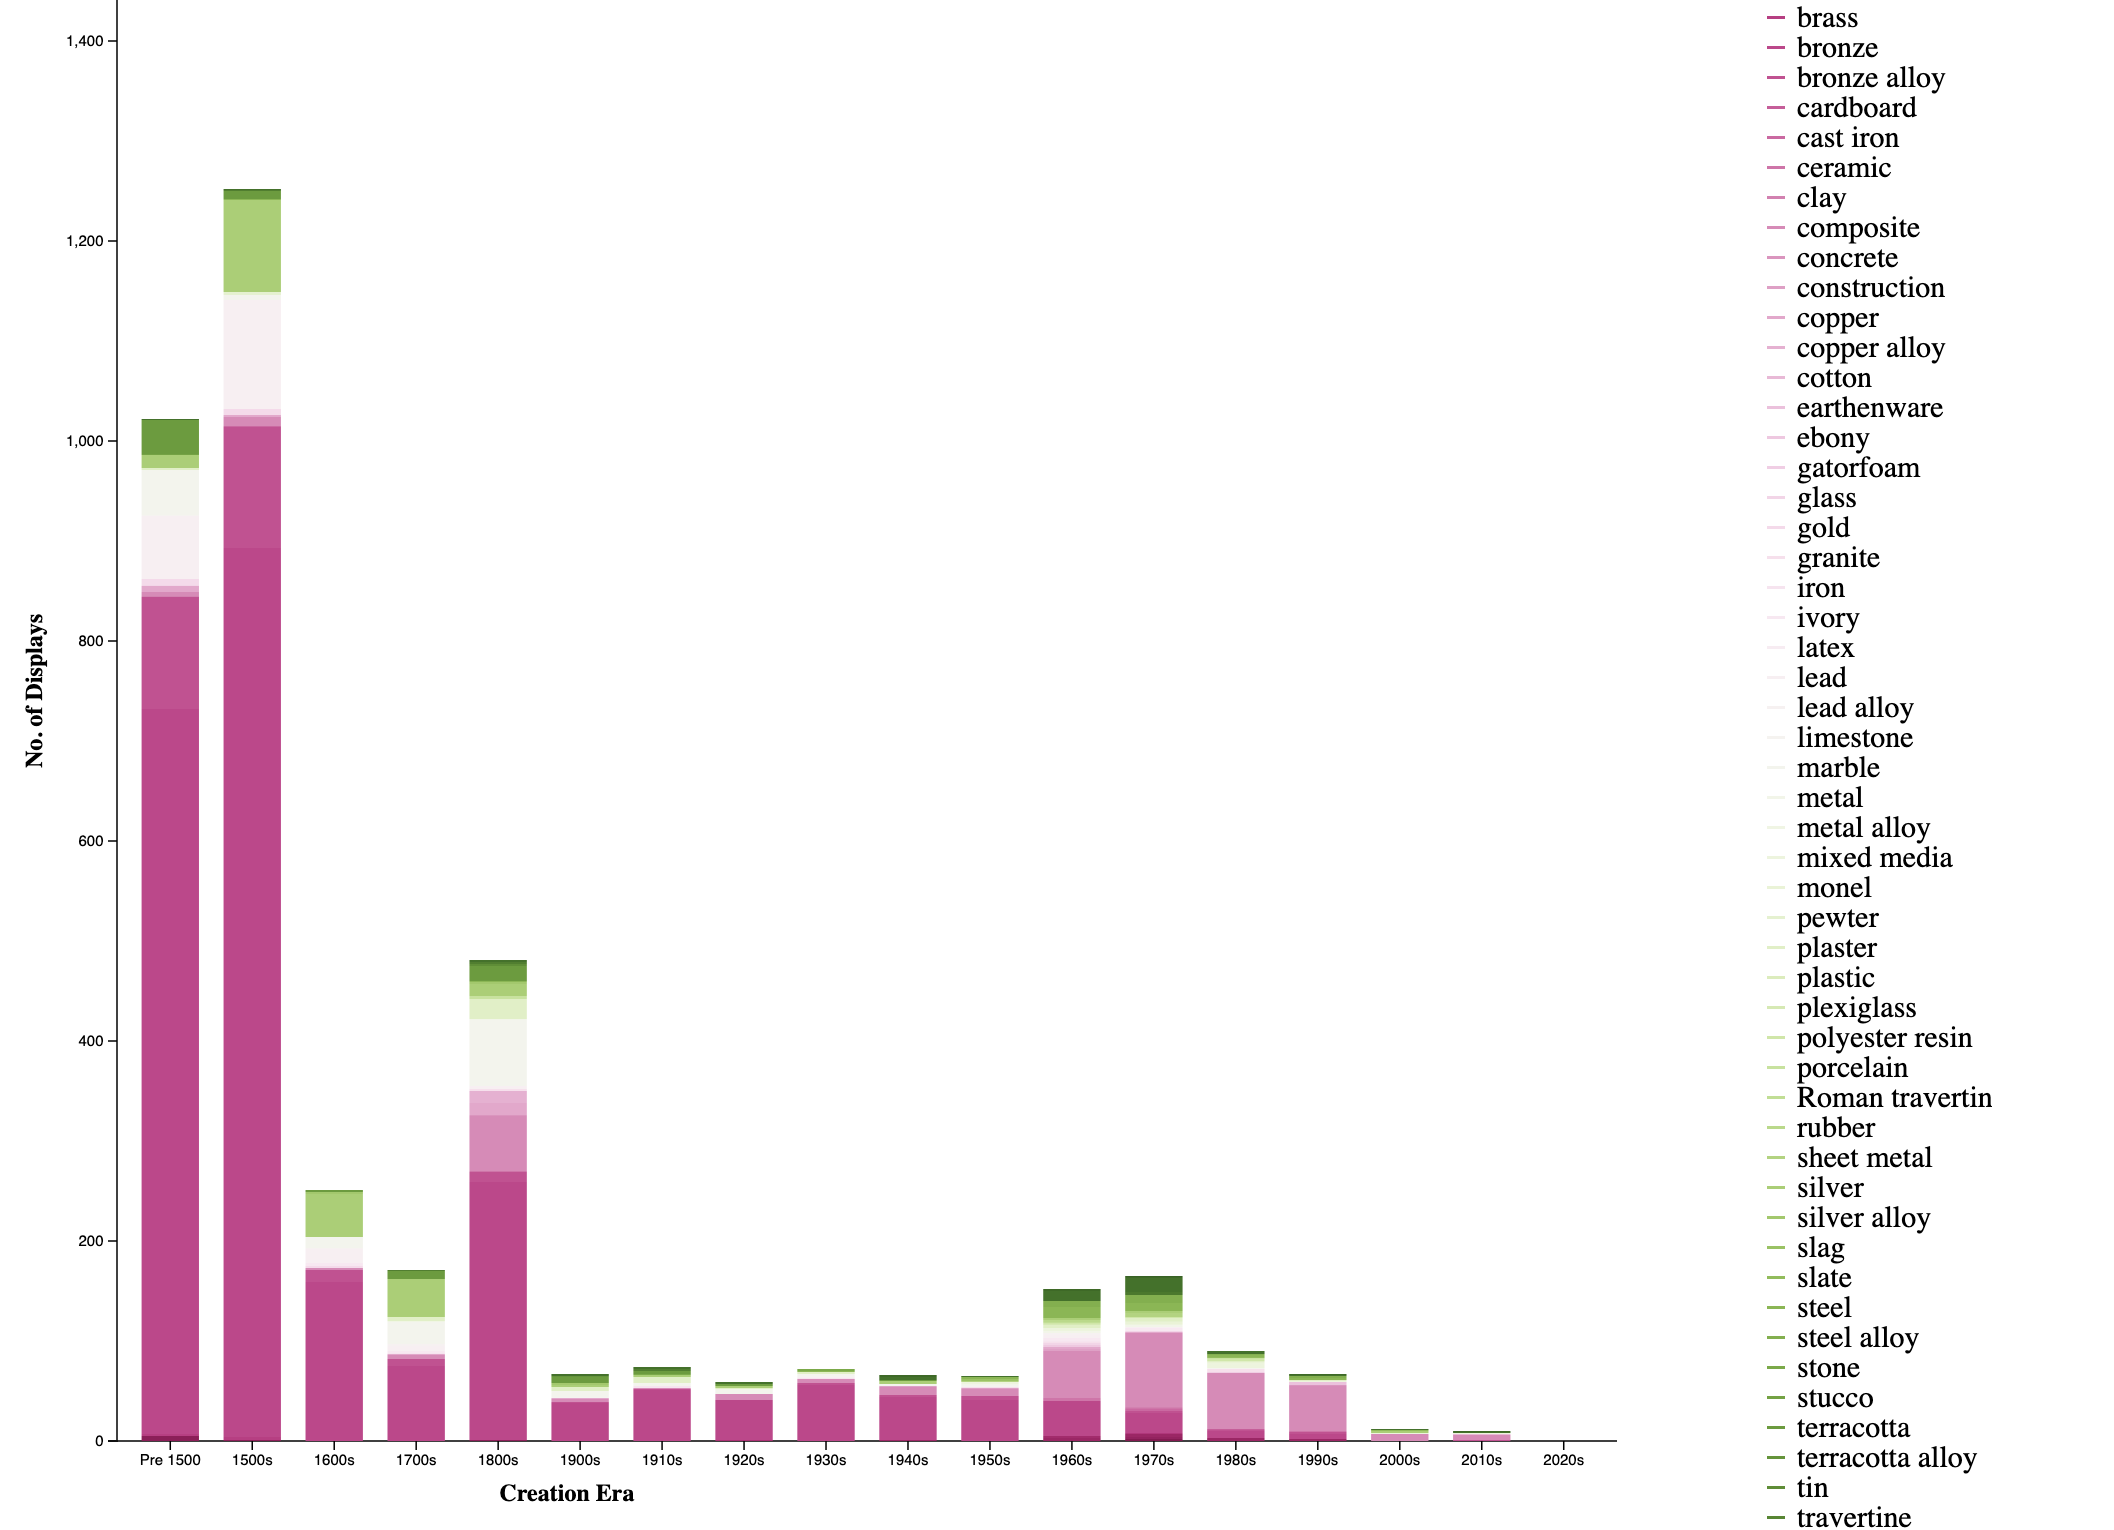 1,400
1,200
1,000
800
600
400
200
0
No. of Displays
Pre 1500 1500s 1600s 1700s 1800s 1900s 1910s 1920s 1930s 1940s 1950s 1960s 1970s 1980s 1990s 2000s 2010s 2020s
Creation Era
brass
bronze
bronze alloy
cardboard
cast iron
ceramic
clay
composite
concrete
construction
copper
copper alloy
cotton
earthenware
ebony
gatorfoam
glass
gold
granite
iron
ivory
latex
lead
lead alloy
limestone
marble
metal
metal alloy
mixed media
monel
pewter
plaster
plastic
plexiglass
polyester resin
porcelain
Roman travertin
rubber
sheet metal
silver
silver alloy
slag
slate
steel
steel alloy
stone
stucco
terracotta
terracotta alloy
tin
travertine